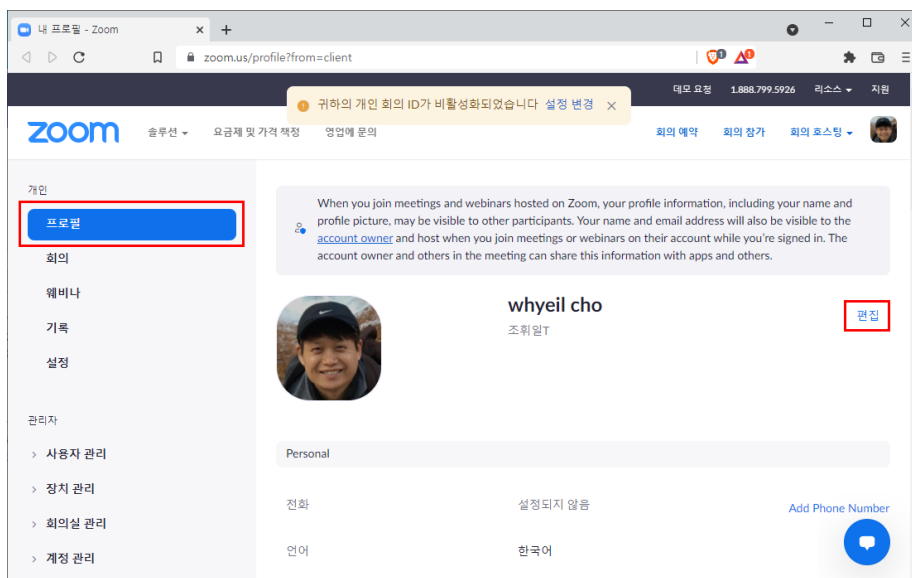 내 프로필 - Zoom
zoom.us/profile?from=client
데모 요청 1.888.799.5926 리소스 지원
귀하의 개인 회의 ID가 비활성화되었습니다 설정 변경
zoom 솔루션 요금제 및 가격 책정 영업에 문의 회의 예약 회의 참가 회의 호스팅
개인
프로필
회의
웨비나
기록
설정
관리자
사용자 관리
장치 관리
회의실 관리
계정 관리
When you join meetings and webinars hosted on Zoom, your profile information, including your name and
profile picture, may be visible to other participants. Your name and email address will also be visible to the
account owner and host when you join meetings or webinars on their account while you're signed in. The
account owner and others in the meeting can share this information with apps and others.
whyeil cho
조휘일T
편집
Personal
전화 설정되지 않음 Add Phone Number
언어 한국어